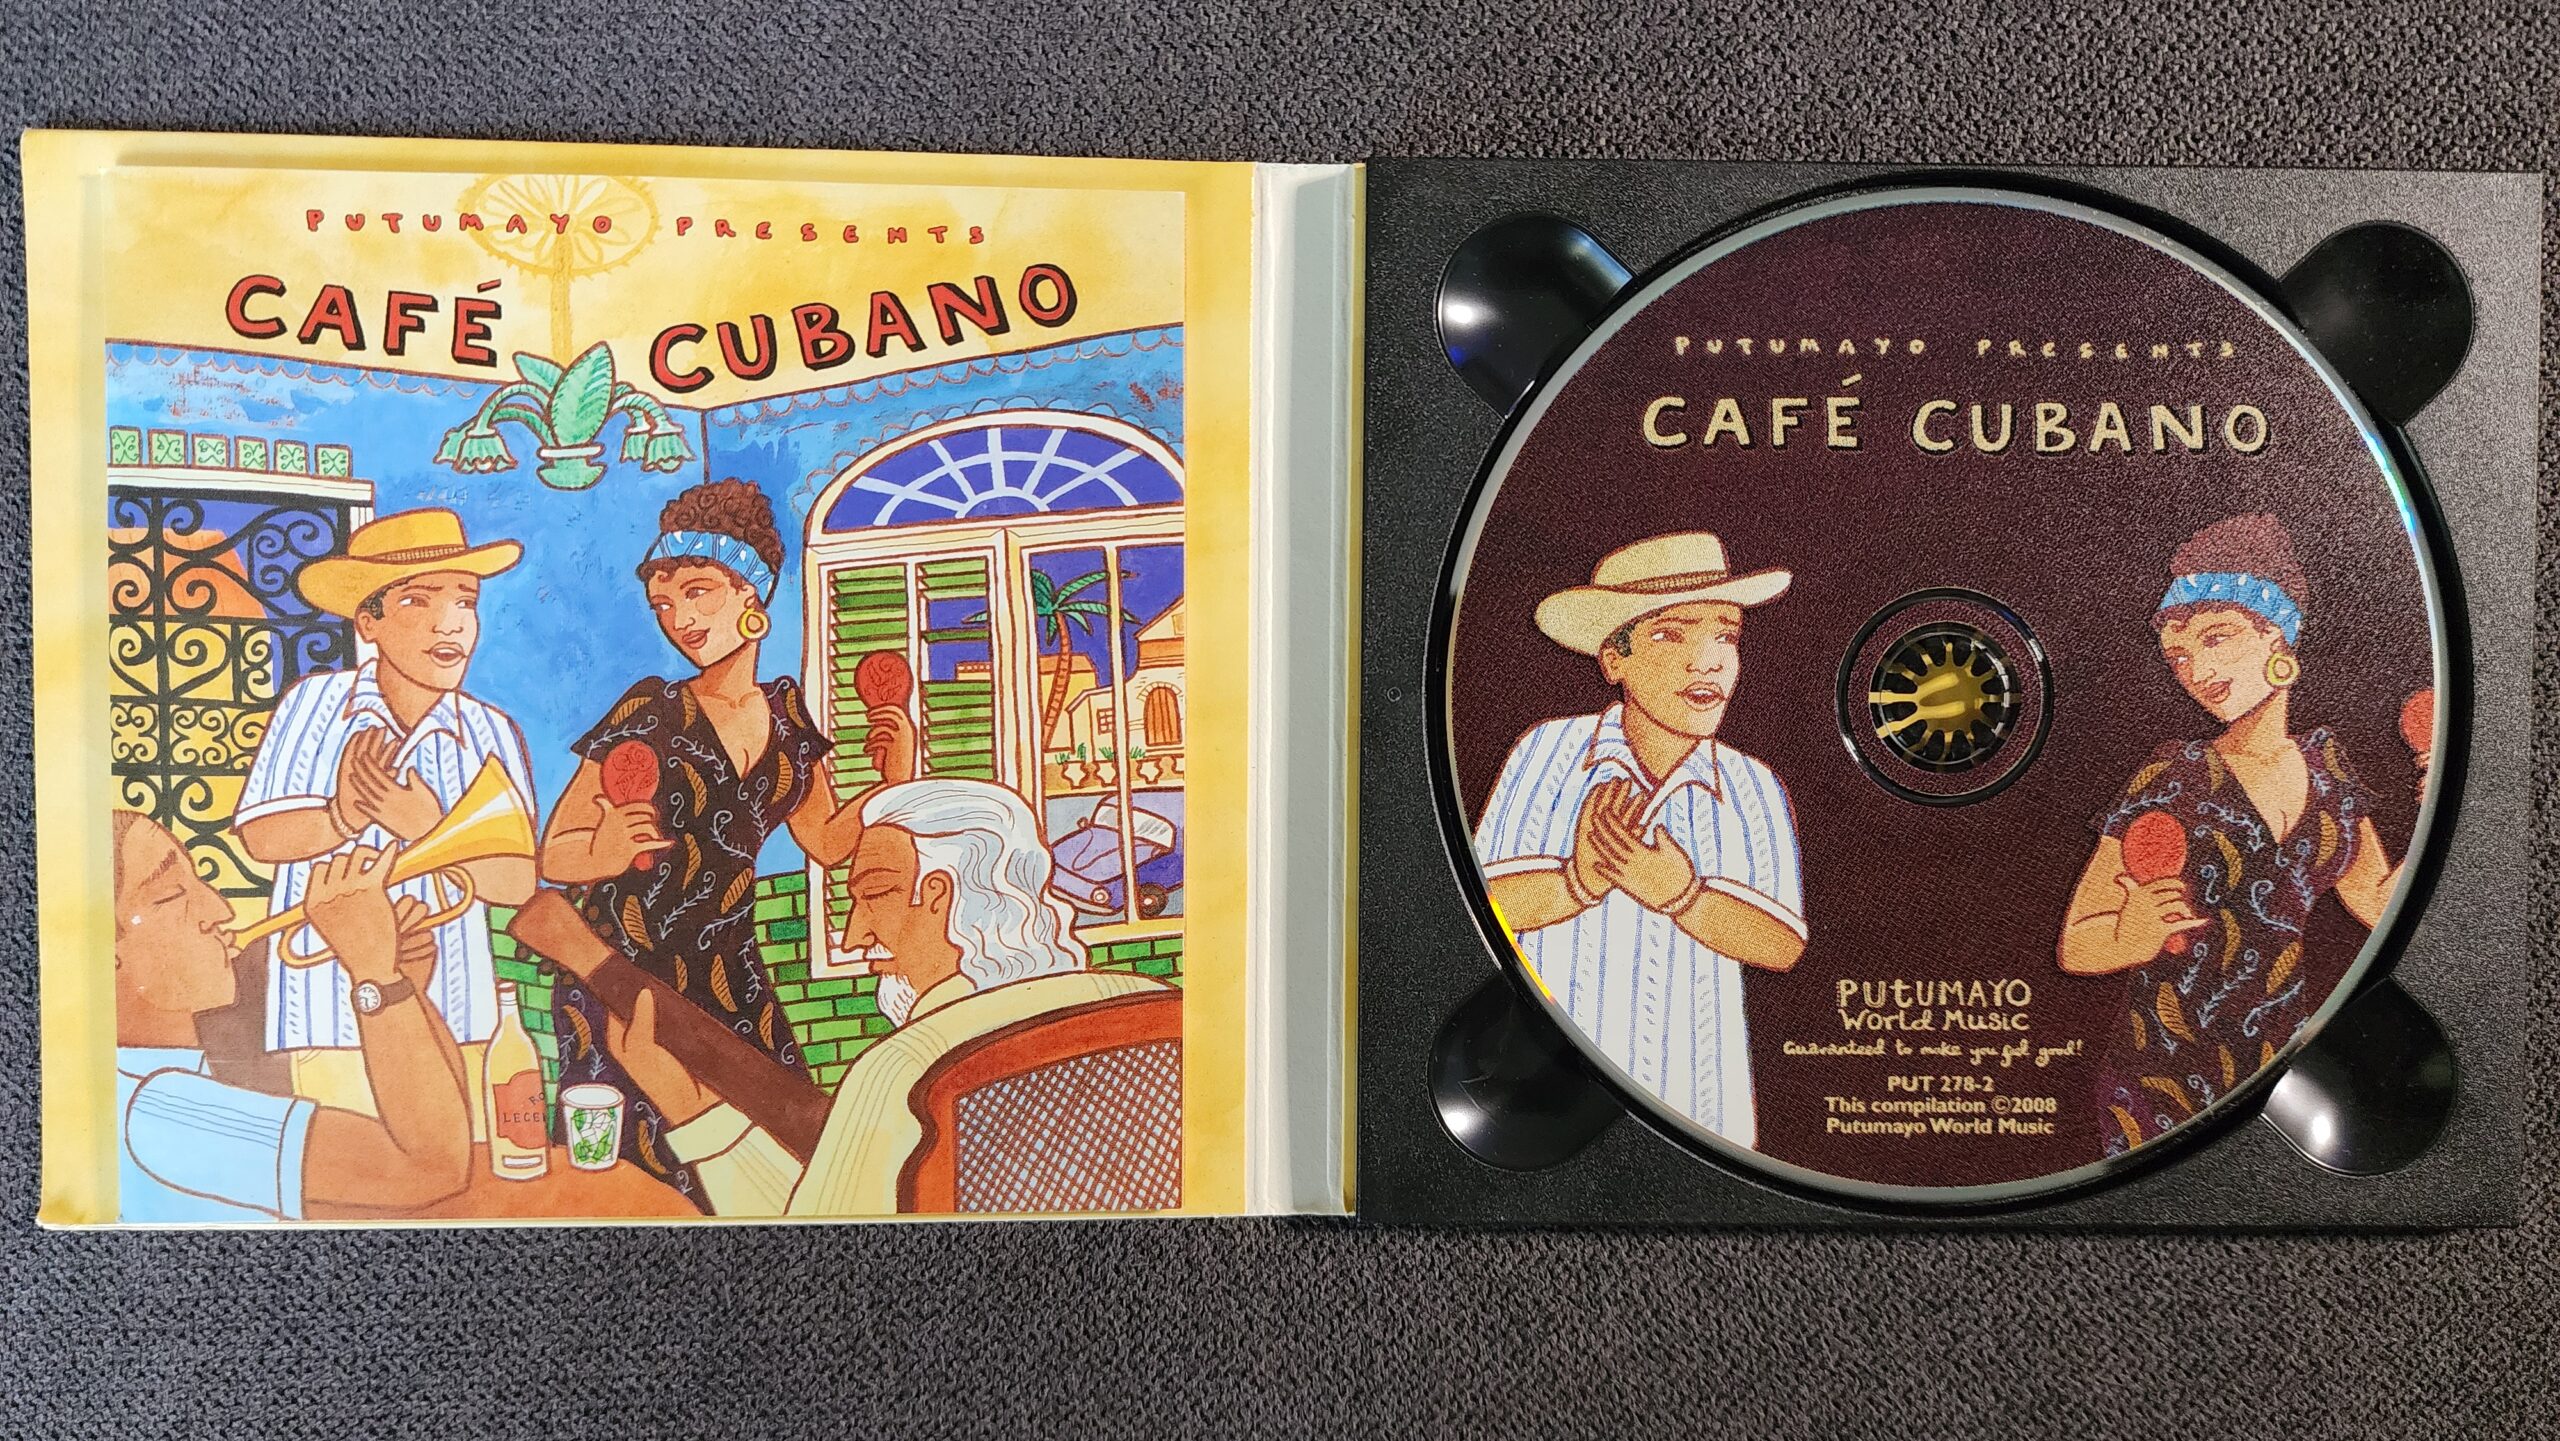 PUTUMAYO PRESENTS
CAFÉ CUBANO
PUTUMAYO PRESENTS
CAFÉ CUBANO
PUTUMAYO
World Music
Guaranteed to make you feel good!
PUT 278-2
This compilation ©2008
Putumayo World Music